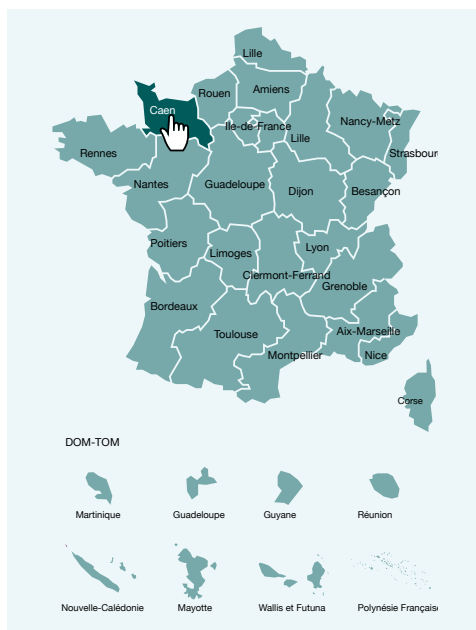 Lille
Rouen
Amiens
Caen
Ile-de-France
Lille
Nancy-Metz
Strasbour
Rennes
Nantes
Guadeloupe
Dijon
Besançon
Poitiers
Limoges
Lyon
Clermont-Ferrand
Grenoble
Bordeaux
Toulouse
Aix-Marseille
Montpellier
Nice
Corse
DOM-TOM
Martinique
Guadeloupe
Guyane
Réunion
Nouvelle-Calédonie
Mayotte
Wallis et Futuna
Polynésie Française